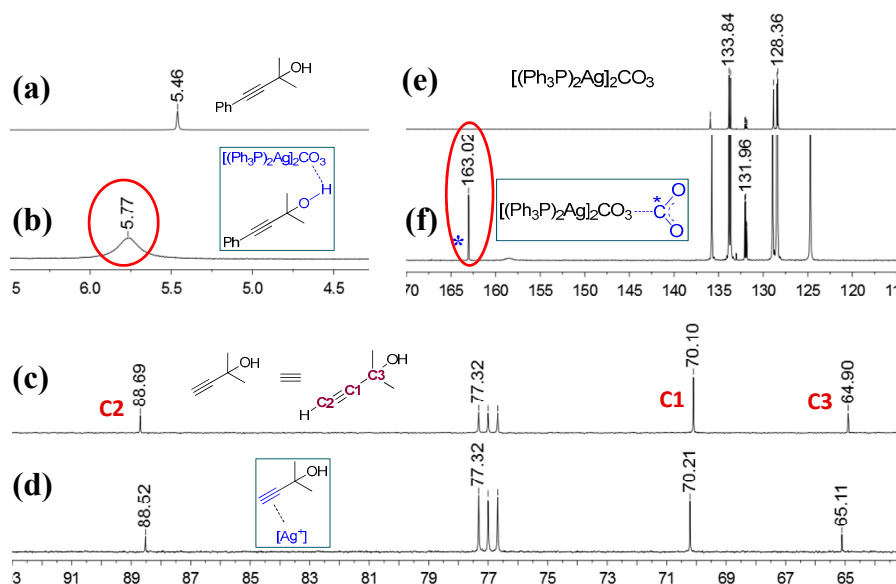 (a)
5.46
OH
Ph
[(Ph₃P)₂Ag]₂CO₃
H
O
Ph
(b)
5.77
5 6.0 5.5 5.0 4.5
(e)
[(Ph₃P)₂Ag]₂CO₃
133.84
128.36
(f)
163.02
*
[(Ph₃P)₂Ag]₂CO₃ C* O O
131.96
70 165 160 155 150 145 140 135 130 125 120 115
(c)
C2
88.69
OH
OH
C3
C1
C2
H
77.32
C1
70.10
C3
64.90
(d)
88.52
OH
[Ag⁺]
77.32
70.21
65.11
3 91 89 87 85 83 81 79 77 75 73 71 69 67 65